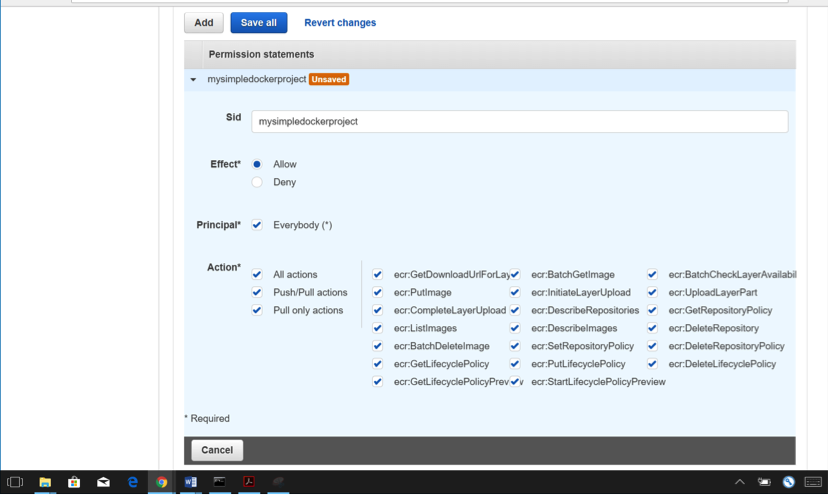 Add Save all Revert changes
Permission statements
mysimpledockerproject Unsaved
Sid mysimpledockerproject
Effect* Allow
Deny
Principal* Everybody (*)
Action* All actions ecr:GetDownloadUrlForLay ecr:BatchGetImage ecr:BatchCheckLayerAvailabil
Push/Pull actions ecr:PutImage ecr:InitiateLayerUpload ecr:UploadLayerPart
Pull only actions ecr:CompleteLayerUpload ecr:DescribeRepositories ecr:GetRepositoryPolicy
ecr:ListImages ecr:DescribeImages ecr:DeleteRepository
ecr:BatchDeleteImage ecr:SetRepositoryPolicy ecr:DeleteRepositoryPolicy
ecr:GetLifecyclePolicy ecr:PutLifecyclePolicy ecr:DeleteLifecyclePolicy
ecr:GetLifecyclePolicyPrev ecr:StartLifecyclePolicyPreview
* Required
Cancel